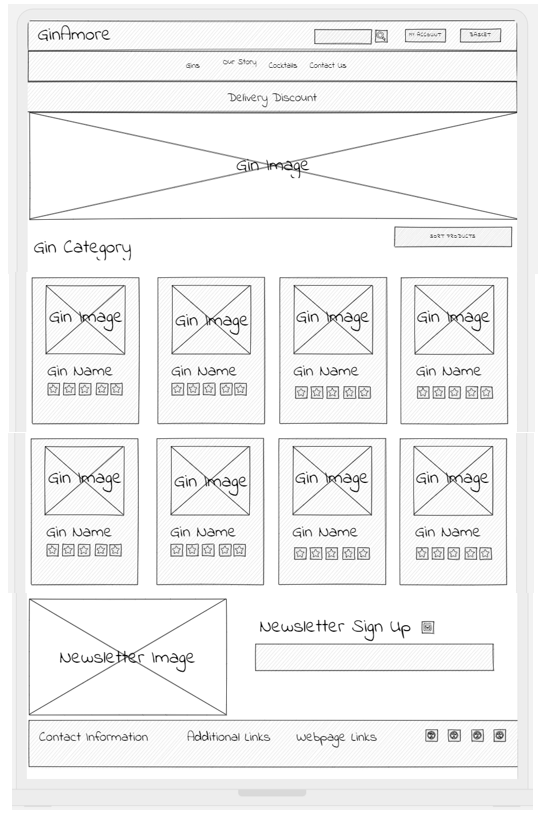 GinAmore
MY ACCOUNT BASKET
Gins Our Story Cocktails Contact Us
Delivery Discount
Gin Image
SORT PRODUCTS
Gin Category
Gin Image Gin Image Gin Image Gin Image
Gin Name Gin Name Gin Name Gin Name
Gin Image Gin Image Gin Image Gin Image
Gin Name Gin Name Gin Name Gin Name
Newsletter Sign Up
Newsletter Image
Contact Information Additional Links Webpage Links